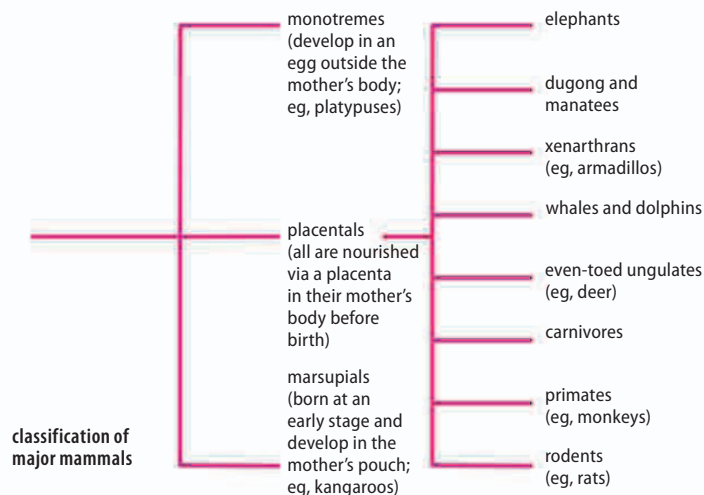 monotremes
(develop in an
egg outside the
mother's body;
eg, platypuses)
placentals
(all are nourished
via a placenta
in their mother's
body before
birth)
marsupials
(born at an
early stage and
develop in the
mother's pouch;
eg, kangaroos)
elephants
dugong and
manatees
xenarthrans
(eg, armadillos)
whales and dolphins
even-toed ungulates
(eg, deer)
carnivores
primates
(eg, monkeys)
rodents
(eg, rats)
classification of
major mammals